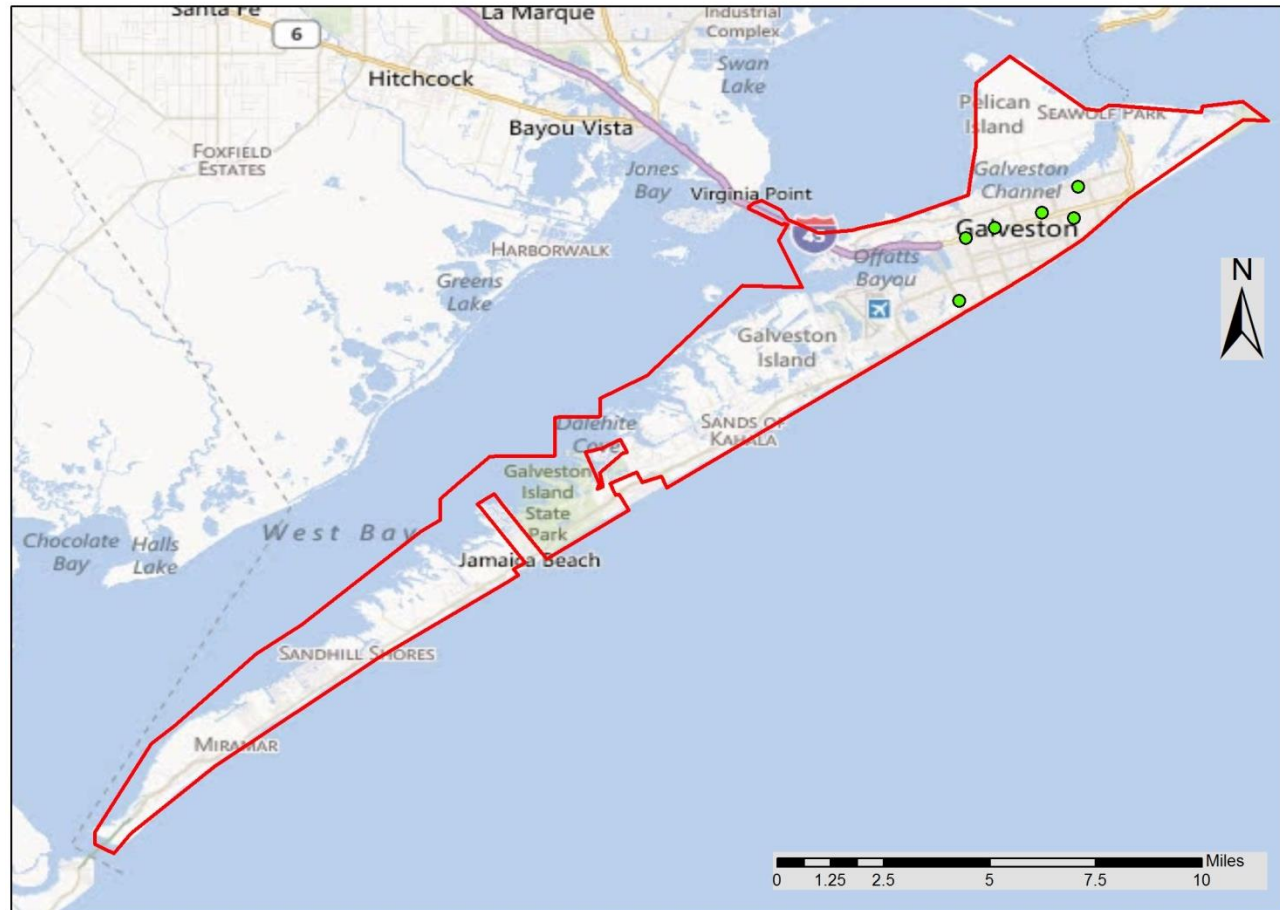 Santa Fe
La Marque
Industrial
Complex
6
Hitchcock
Swan
Lake
Pelican
Island
SEAWOLF PARK
Bayou Vista
FOXFIELD
ESTATES
Jones
Bay
Virginia Point
Galveston
Channel
Galveston
45
HARBORWALK
Offatts
Bayou
Greens
Lake
N
Galveston
Island
SANDS OF
KAHALA
Dalehite
Cove
Galveston
Island
State
Park
West Bay
Chocolate
Bay
Halls
Lake
Jamaica Beach
SANDHILL SHORES
MIRAMAR
Miles
0 1.25 2.5 5 7.5 10